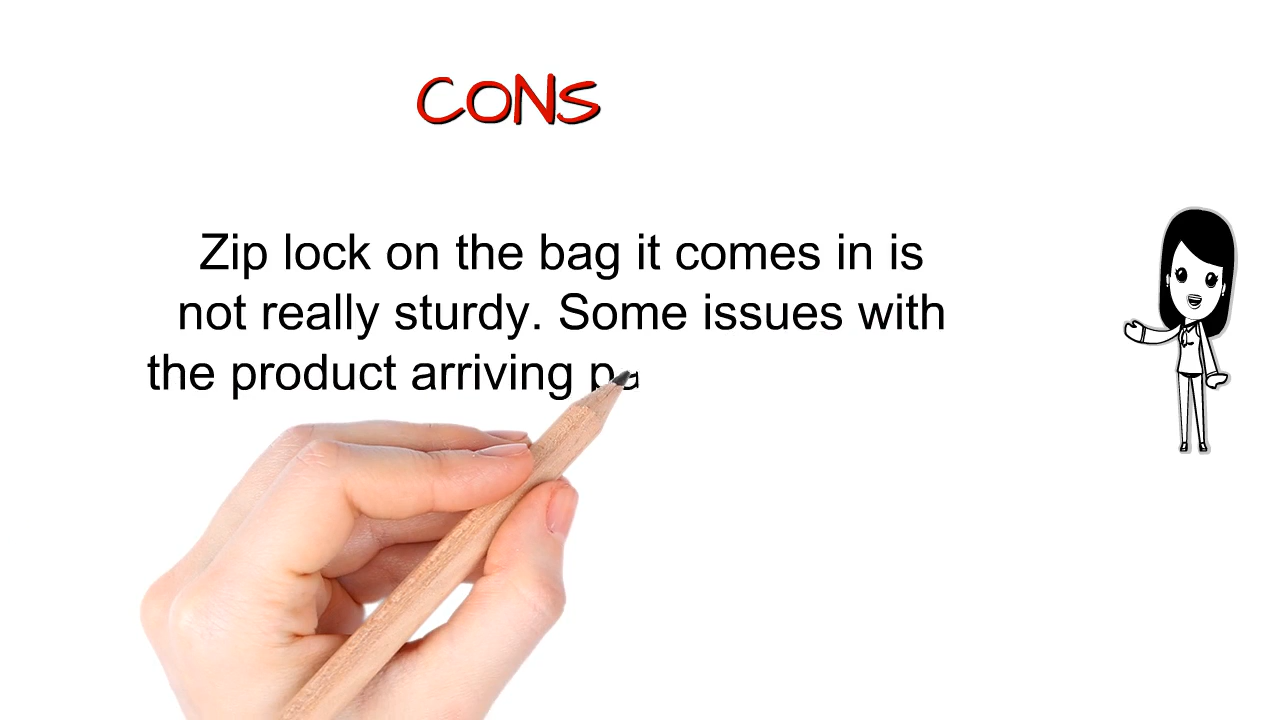 CONS
Zip lock on the bag it comes in is
not really sturdy. Some issues with
the product arriving